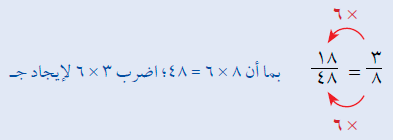 ٦ ×
٣/٨ = ١٨/٤٨
بما أن ٨ × ٦ = ٤٨؛ اضرب ٣ × ٦ لإيجاد جـ
٦ ×